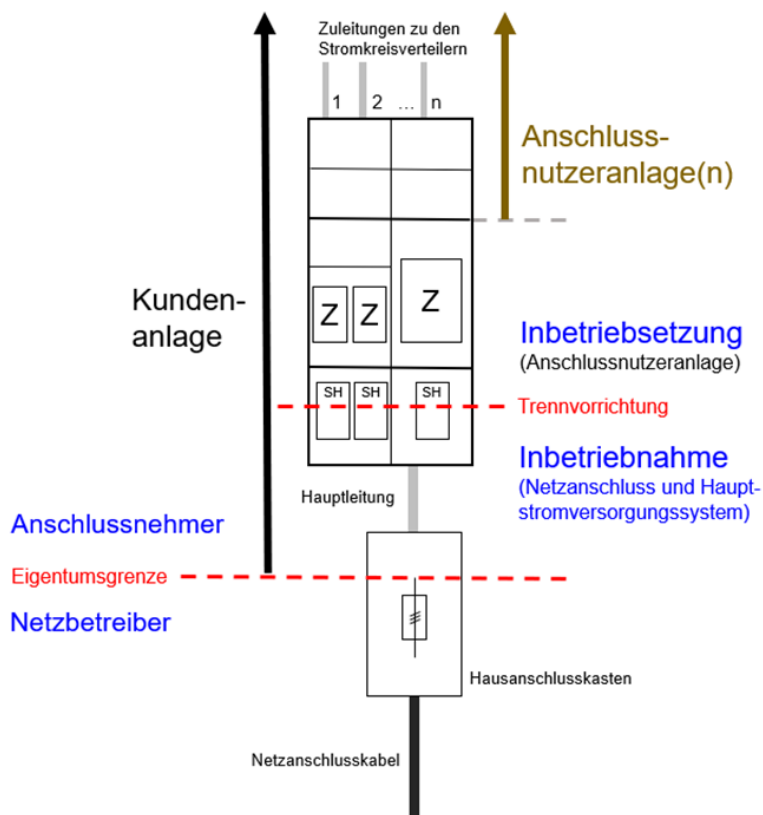 Zuleitungen zu den
Stromkreisverteilern
1 2 ... n
Anschluss-
nutzeranlage(n)
Kunden-
anlage
Z Z Z
Inbetriebsetzung
(Anschlussnutzeranlage)
SH SH SH
Trennvorrichtung
Inbetriebnahme
(Netzanschluss und Haupt-
stromversorgungssystem)
Hauptleitung
Anschlussnehmer
Eigentumsgrenze
Netzbetreiber
Hausanschlusskasten
Netzanschlusskabel